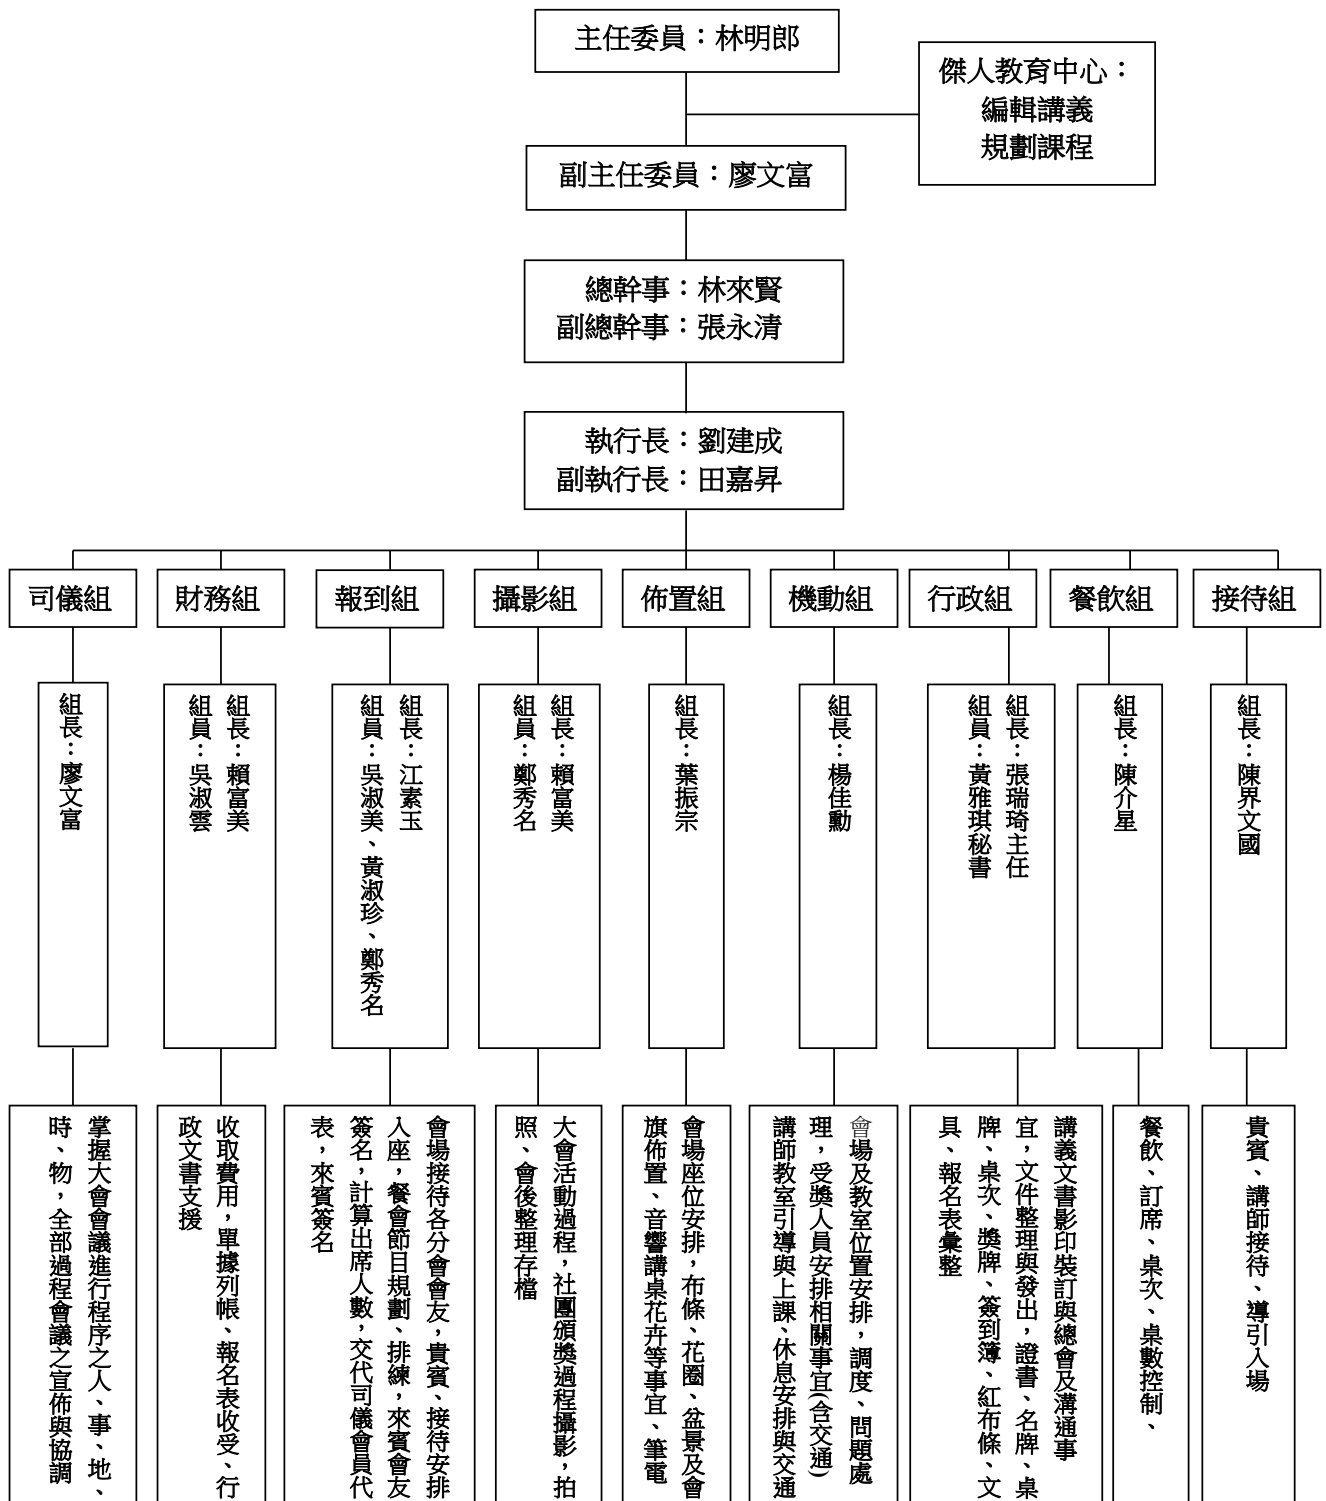 主任委員：林明郎
傑人教育中心：
編輯講義
規劃課程
副主任委員：廖文富
總幹事：林來賢
副總幹事：張永清
執行長：劉建成
副執行長：田嘉昇
司儀組
財務組
報到組
攝影組
佈置組
機動組
行政組
餐飲組
接待組
組長：廖文富
組長：賴富美
組員：吳淑雲
組長：江素玉
組員：吳淑美、黃淑珍、鄭秀名
組長：賴富美
組員：鄭秀名
組長：葉振宗
組長：楊佳勳
組長：張瑞琦主任
組員：黃雅琪秘書
組長：陳介星
組長：陳界文國
掌握大會會議進行程序之人、事、地、
時、物，全部過程會議之宣佈與協調
收取費用，單據列帳、報名表收受、行
政文書支援
會場接待各分會會友，貴賓、接待安排
入座，餐會節目規劃、排練，來賓會友
簽名，計算出席人數，交代司儀會員代
表，來賓簽名
大會活動過程，社團頒獎過程攝影，拍
照、會後整理存檔
會場座位安排，布條、花圈、盆景及會
旗佈置、音響講桌花卉等事宜、筆電
會場及教室位置安排，調度、問題處
理，受獎人員安排相關事宜(含交通)
講師教室引導與上課、休息安排與交通
講義文書影印裝訂與總會及溝通事
宜，文件整理與發出，證書、名牌、桌
牌、桌次、獎牌、簽到簿、紅布條、文
具、報名表彙整
餐飲、訂席、桌次、桌數控制、
貴賓、講師接待、導引入場